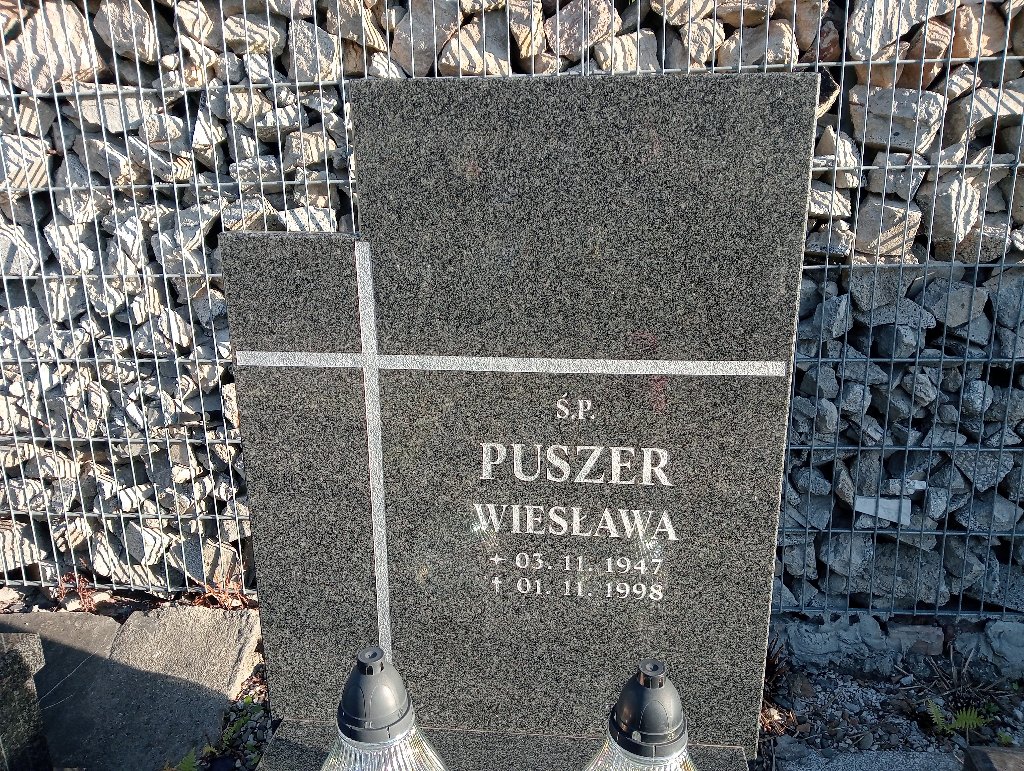 Ś.P.
PUSZER
WIESŁAWA
+ 03. 11. 1947
† 01. 11. 1998